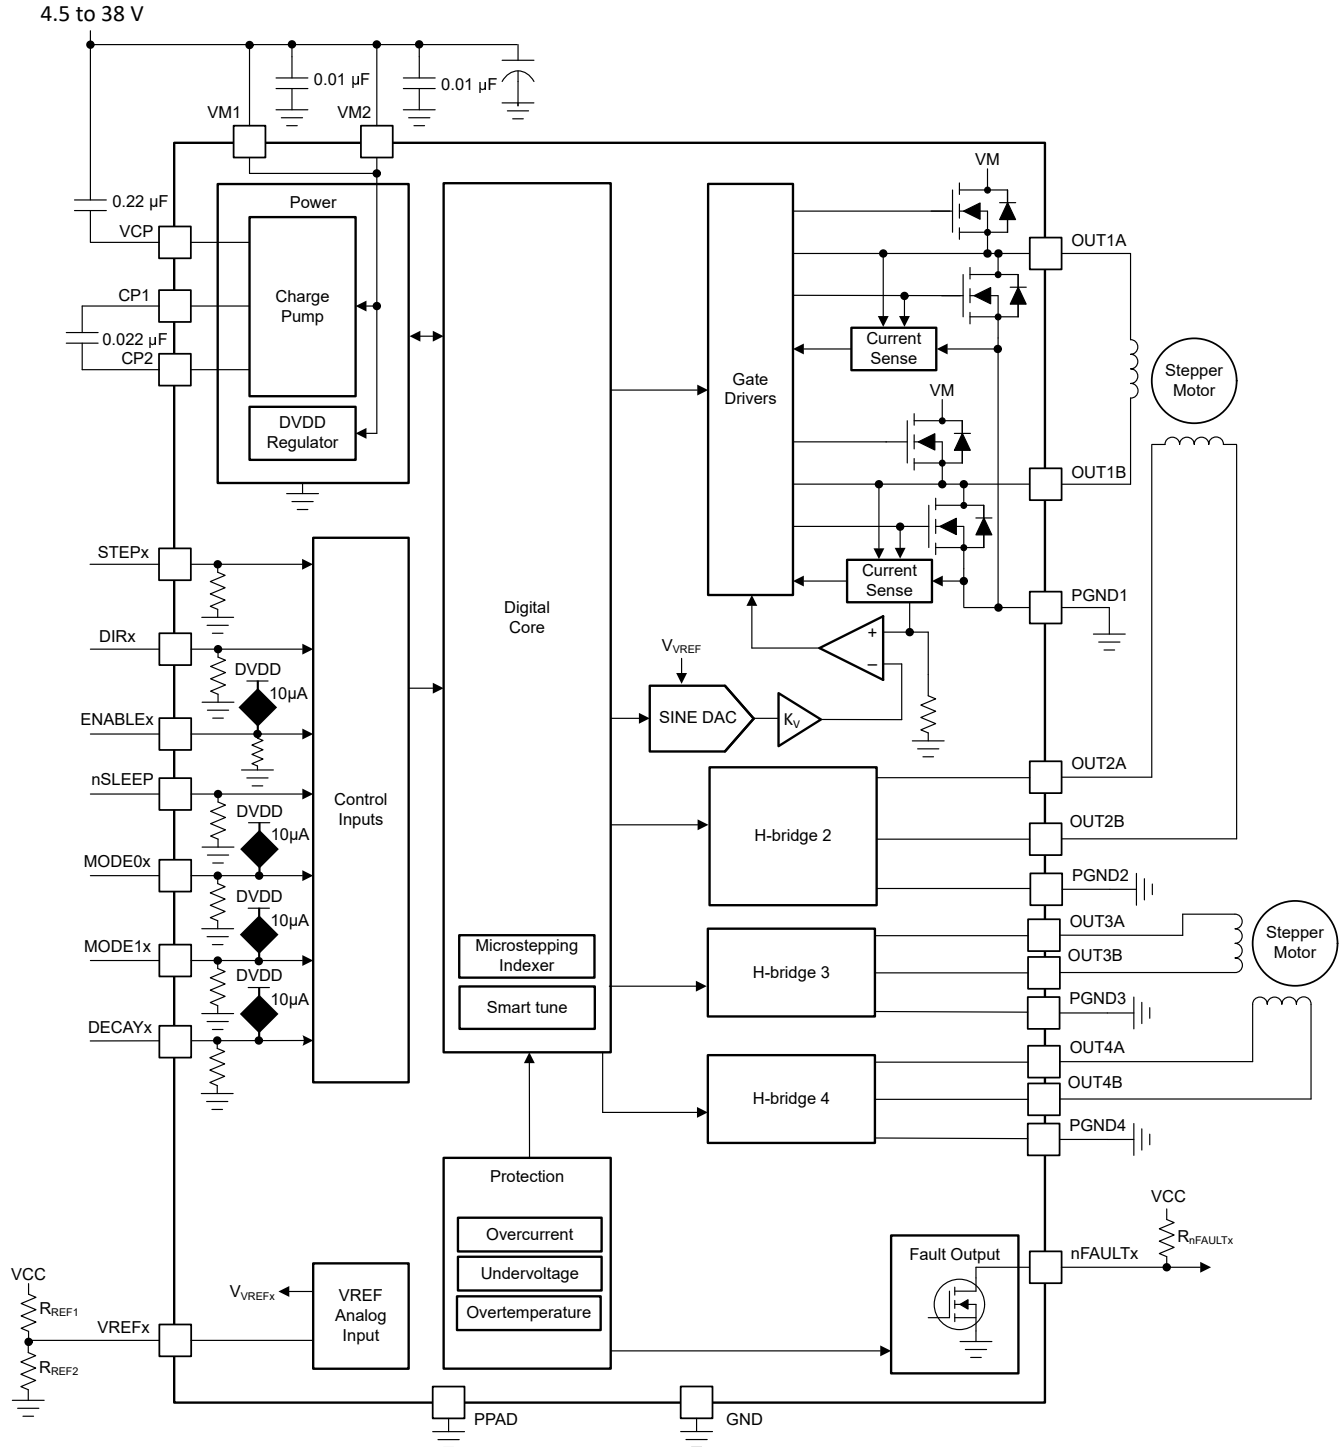 4.5 to 38 V
0.01 µF
0.01 µF
VM1
VM2
0.22 µF
VCP
CP1
0.022 µF
CP2
Power
Charge
Pump
DVDD
Regulator
STEPx
DIRx
DVDD
10µA
ENABLEx
nSLEEP
DVDD
10µA
MODE0x
DVDD
10µA
MODE1x
DVDD
10µA
DECAYx
Control
Inputs
Digital
Core
Microstepping
Indexer
Smart tune
Gate
Drivers
VM
OUT1A
Current
Sense
Stepper
Motor
VM
OUT1B
Current
Sense
PGND1
+
−
VVREF
SINE DAC
KV
H-bridge 2
OUT2A
OUT2B
PGND2
H-bridge 3
OUT3A
OUT3B
PGND3
Stepper
Motor
H-bridge 4
OUT4A
OUT4B
PGND4
Protection
Overcurrent
Undervoltage
Overtemperature
Fault Output
VCC
RnFAULTx
nFAULTx
VCC
RREF1
VREFx
RREF2
VVREFx
VREF
Analog
Input
PPAD
GND